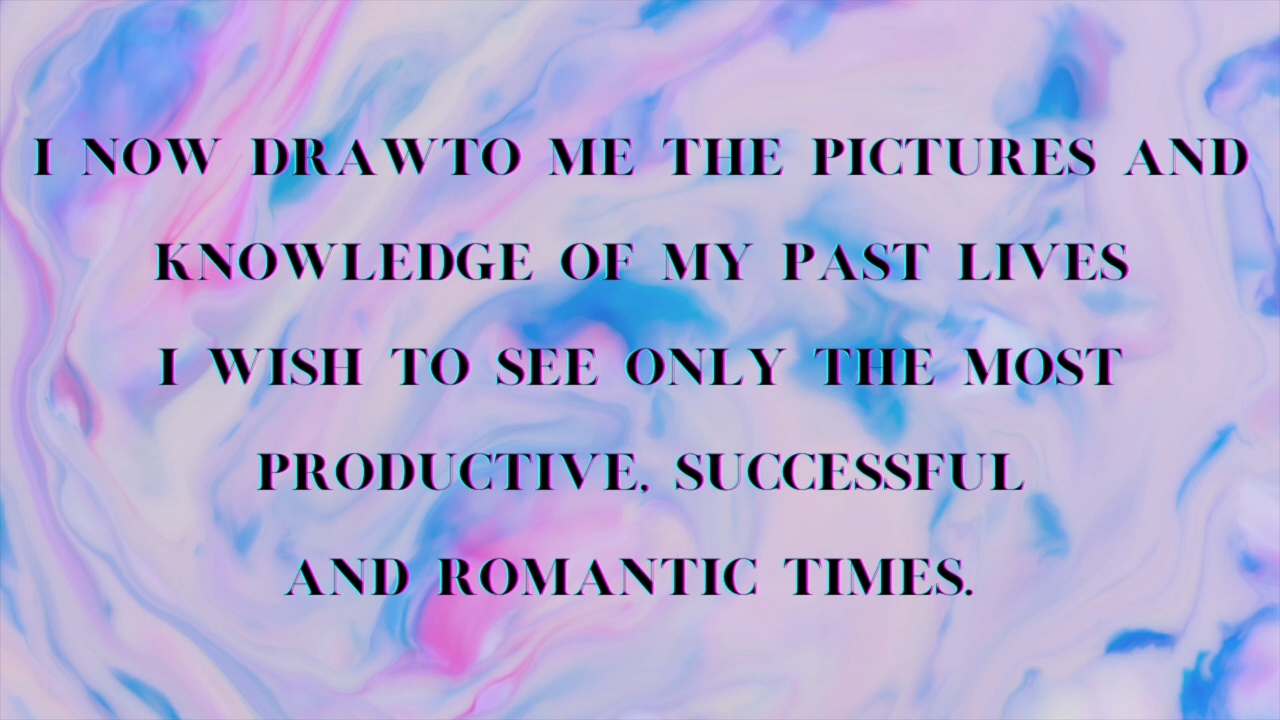 I NOW DRAWTO ME THE PICTURES AND
KNOWLEDGE OF MY PAST LIVES
I WISH TO SEE ONLY THE MOST
PRODUCTIVE, SUCCESSFUL
AND ROMANTIC TIMES.